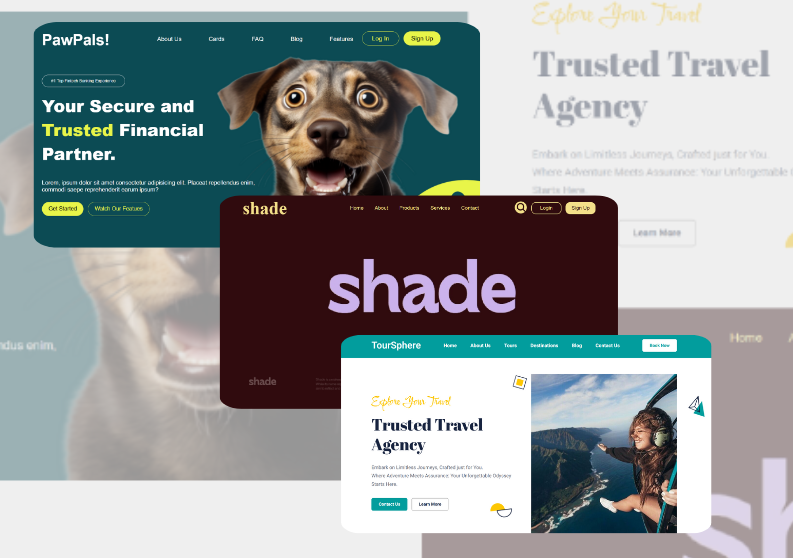 PawPals!
About Us
Cards
FAQ
Blog
Features
Log In
Sign Up
#1 Top Fintech Banking Experience
Your Secure and
Trusted Financial
Partner.
Lorem, ipsum dolor sit amet consectetur adipisicing elit. Placeat repellendus enim,
commodi saepe reprehenderit earum ipsum?
Get Started
Watch Our Featues
shade
Home
About
Products
Services
Contact
Login
Sign Up
shade
shade
TourSphere
Home
About Us
Tours
Destinations
Blog
Contact Us
Book Now
Explore Your Travel
Trusted Travel
Agency
Embark on Limitless Journeys, Crafted just for You.
Where Adventure Meets Assurance: Your Unforgettable Odyssey
Starts Here.
Contact Us
Learn More
Explore Your Travel
Trusted Travel
Agency
Embark on Limitless Journeys, Crafted just for You.
Where Adventure Meets Assurance: Your Unforgettable
Starts Here.
Learn More
Home
ndus enim,
sh